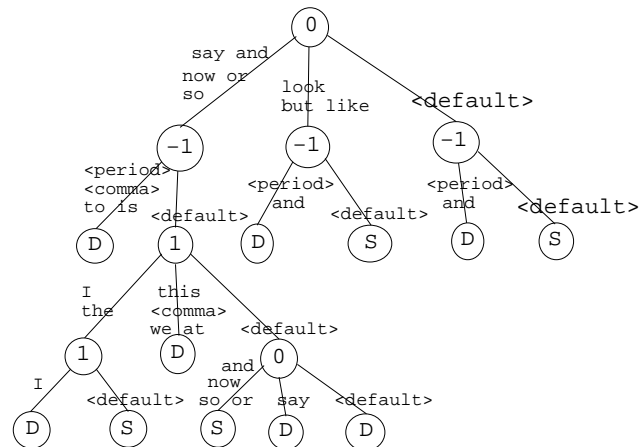 0
say and
now or
so
look
but like
<default>
-1
-1
-1
<period>
<comma>
to is
<default>
<period>
and
<default>
<period>
and
<default>
D
1
D
S
D
S
I
the
this
<comma>
we at
<default>
1
D
0
I
<default>
and
now
so or
say
<default>
D
S
S
D
D